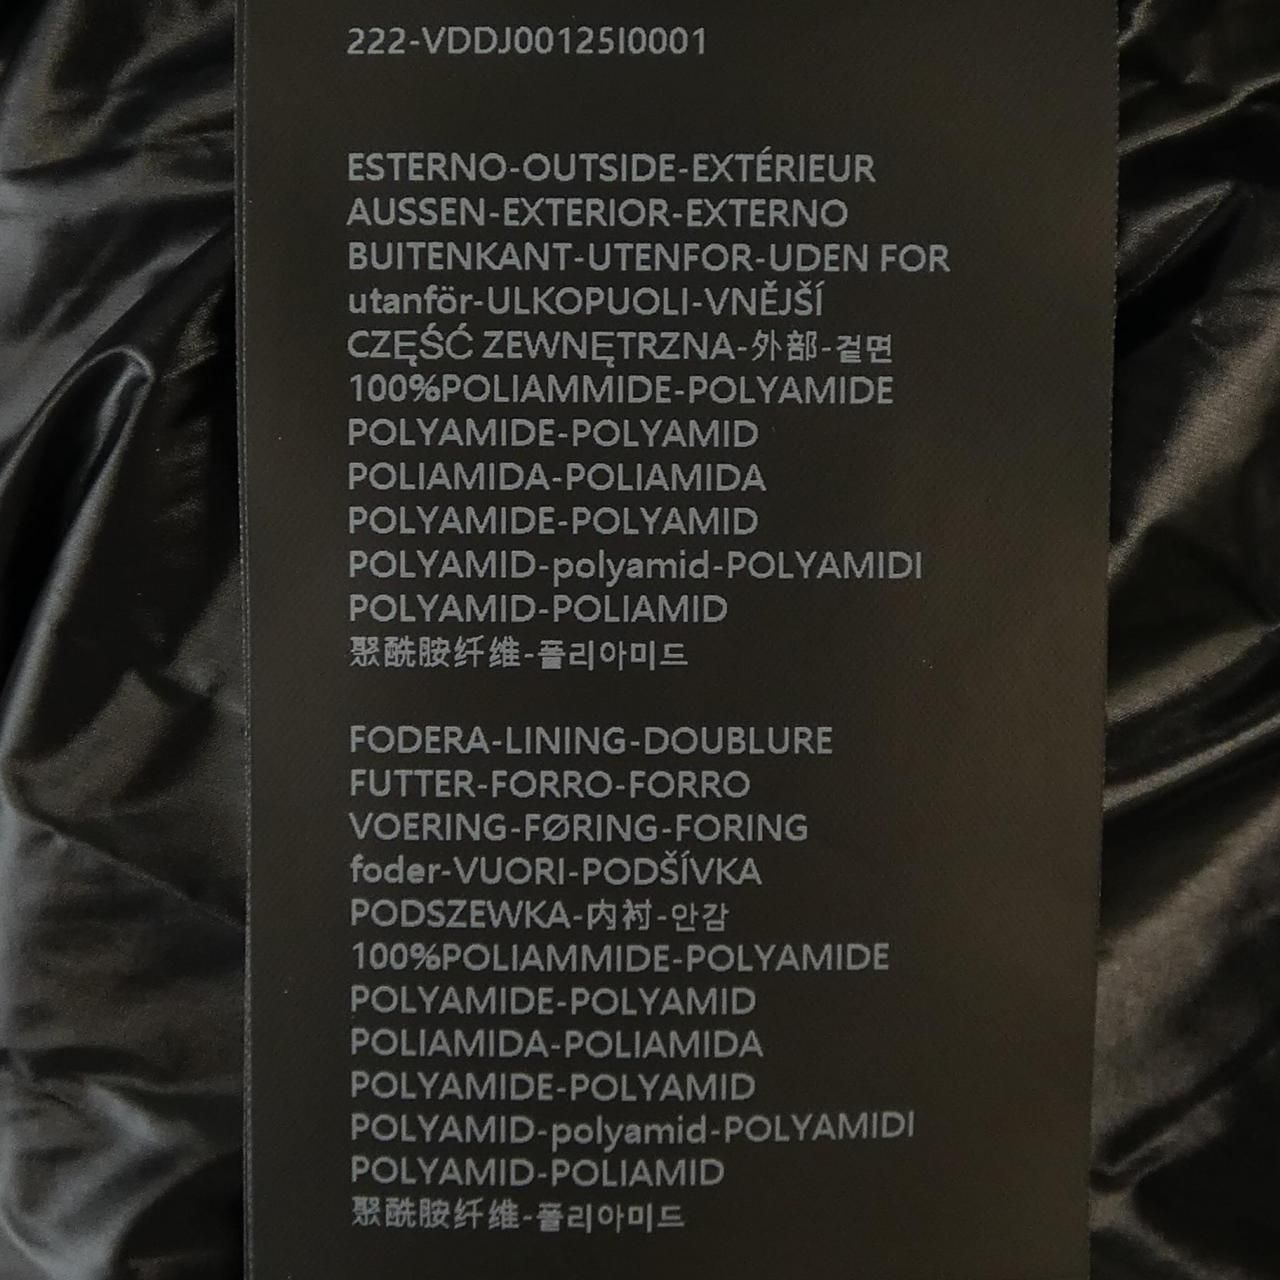 222-VDDJ00125I0001
ESTERNO-OUTSIDE-EXTÉRIEUR
AUSSEN-EXTERIOR-EXTERNO
BUITENKANT-UTENFOR-UDEN FOR
utanför-ULKOPUOLI-VNĚJŠÍ
CZĘŚĆ ZEWNĘTRZNA-外部-겉면
100%POLIAMMIDE-POLYAMIDE
POLYAMIDE-POLYAMID
POLIAMIDA-POLIAMIDA
POLYAMIDE-POLYAMID
POLYAMID-polyamid-POLYAMIDI
POLYAMID-POLIAMID
聚酰胺纤维-폴리아미드
FODERA-LINING-DOUBLURE
FUTTER-FORRO-FORRO
VOERING-FØRING-FORING
foder-VUORI-PODŠÍVKA
PODSZEWKA-内衬-안감
100%POLIAMMIDE-POLYAMIDE
POLYAMIDE-POLYAMID
POLIAMIDA-POLIAMIDA
POLYAMIDE-POLYAMID
POLYAMID-polyamid-POLYAMIDI
POLYAMID-POLIAMID
聚酰胺纤维-폴리아미드